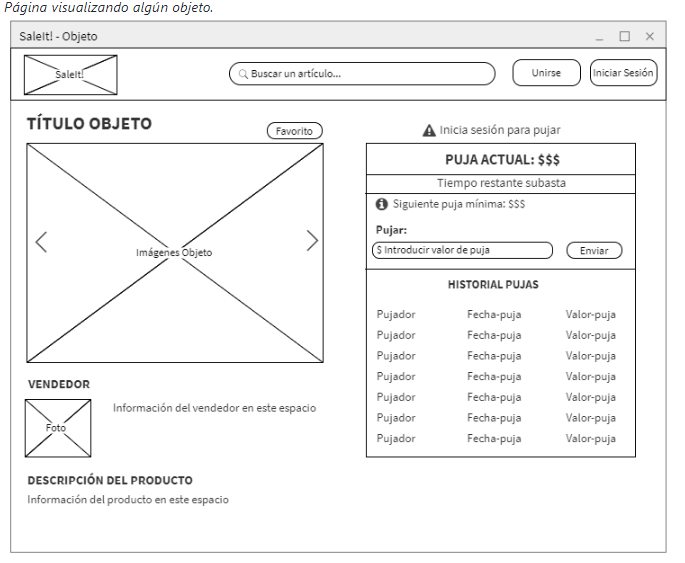 Página visualizando algún objeto.
SaleIt! - Objeto
SaleIt!
Buscar un artículo...
Unirse
Iniciar Sesión
TÍTULO OBJETO
Favorito
Imágenes Objeto
VENDEDOR
Foto
Información del vendedor en este espacio
DESCRIPCIÓN DEL PRODUCTO
Información del producto en este espacio
Inicia sesión para pujar
PUJA ACTUAL: $$$
Tiempo restante subasta
Siguiente puja mínima: $$$
Pujar:
$ Introducir valor de puja
Enviar
HISTORIAL PUJAS
Pujador Fecha-puja Valor-puja
Pujador Fecha-puja Valor-puja
Pujador Fecha-puja Valor-puja
Pujador Fecha-puja Valor-puja
Pujador Fecha-puja Valor-puja
Pujador Fecha-puja Valor-puja
Pujador Fecha-puja Valor-puja